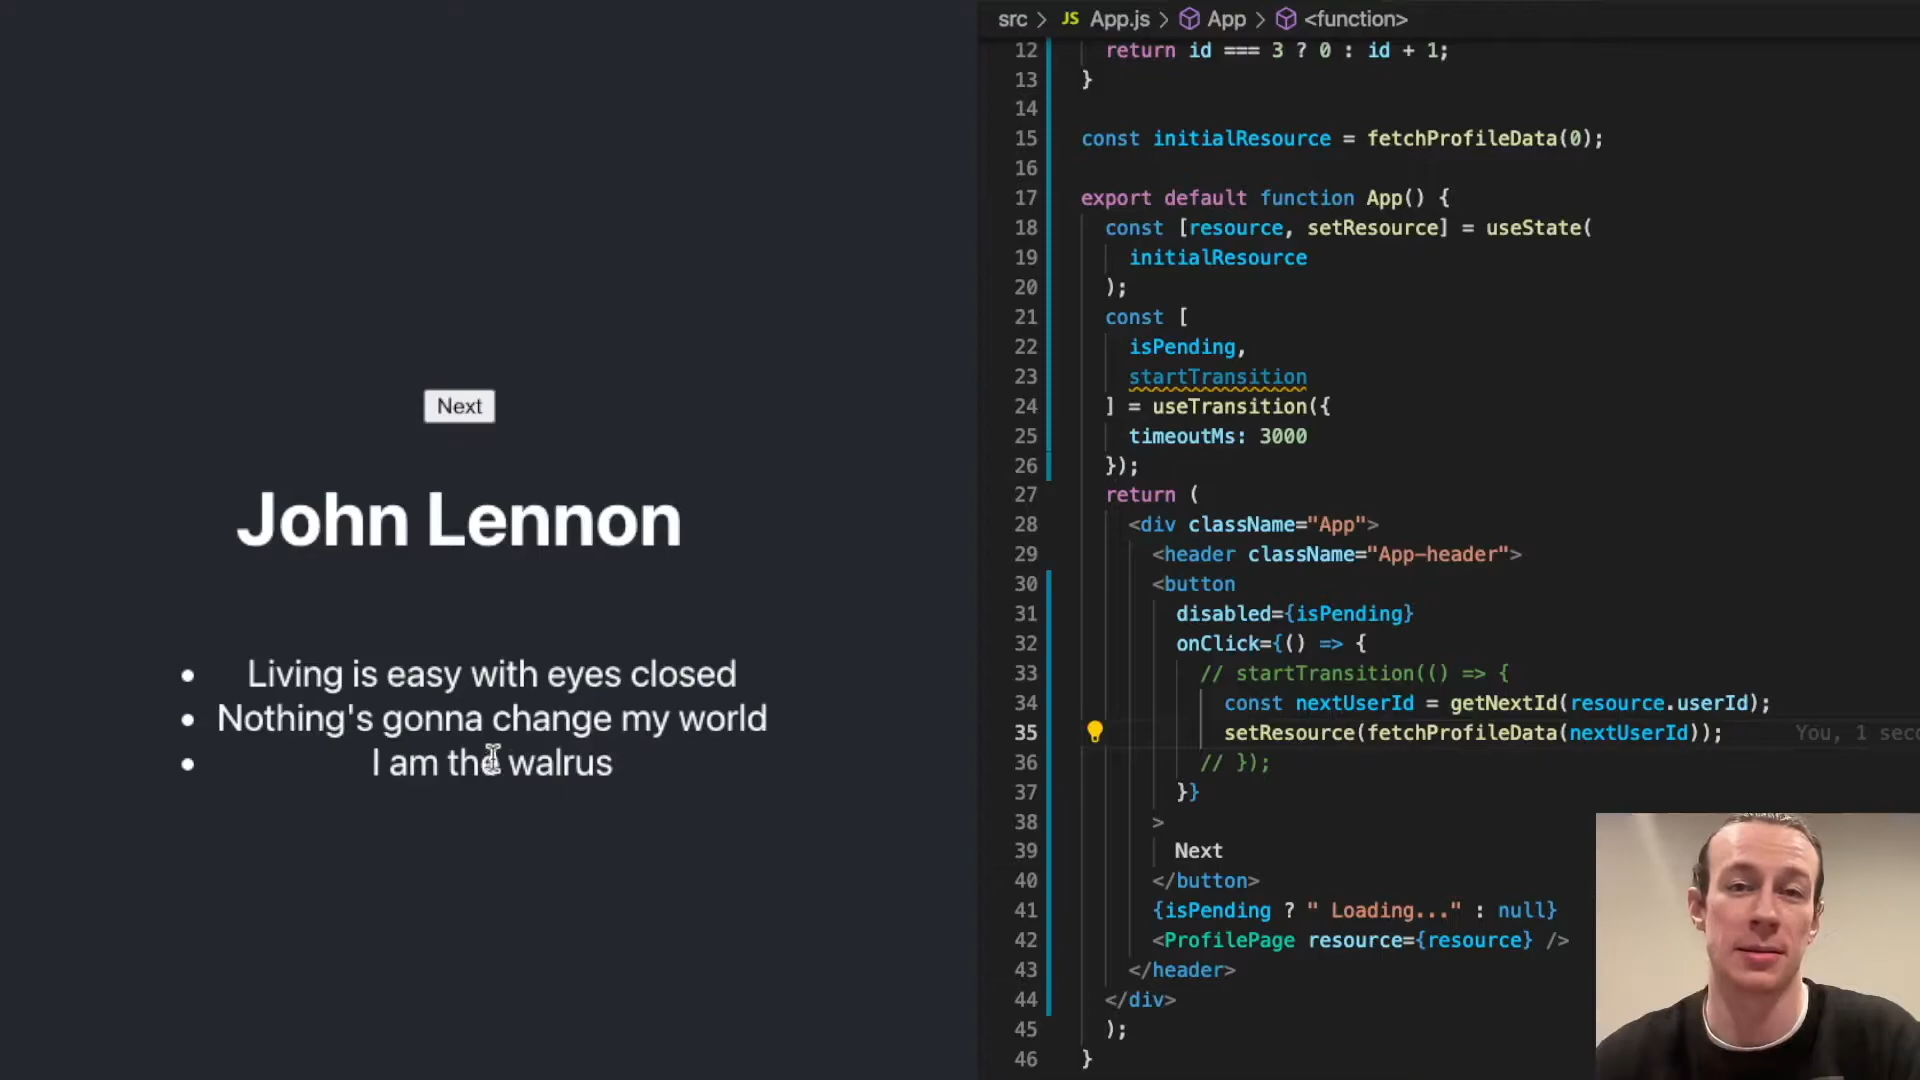 Next
John Lennon
• Living is easy with eyes closed
• Nothing's gonna change my world
• I am the walrus
src > JS App.js > App > <function>
12 return id === 3 ? 0 : id + 1;
13 }
14
15 const initialResource = fetchProfileData(0);
16
17 export default function App() {
18 const [resource, setResource] = useState(
19 initialResource
20 );
21 const [
22 isPending,
23 startTransition
24 ] = useTransition({
25 timeoutMs: 3000
26 });
27 return (
28 <div className="App">
29 <header className="App-header">
30 <button
31 disabled={isPending}
32 onClick={() => {
33 // startTransition(() => {
34 const nextUserId = getNextId(resource.userId);
35 setResource(fetchProfileData(nextUserId)); You, 1 seco
36 // });
37 }}
38 >
39 Next
40 </button>
41 {isPending ? " Loading..." : null}
42 <ProfilePage resource={resource} />
43 </header>
44 </div>
45 );
46 }